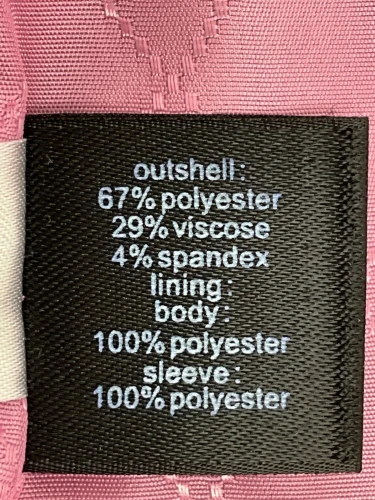 outshell:
67% polyester
29% viscose
4% spandex
lining:
body:
100% polyester
sleeve:
100% polyester